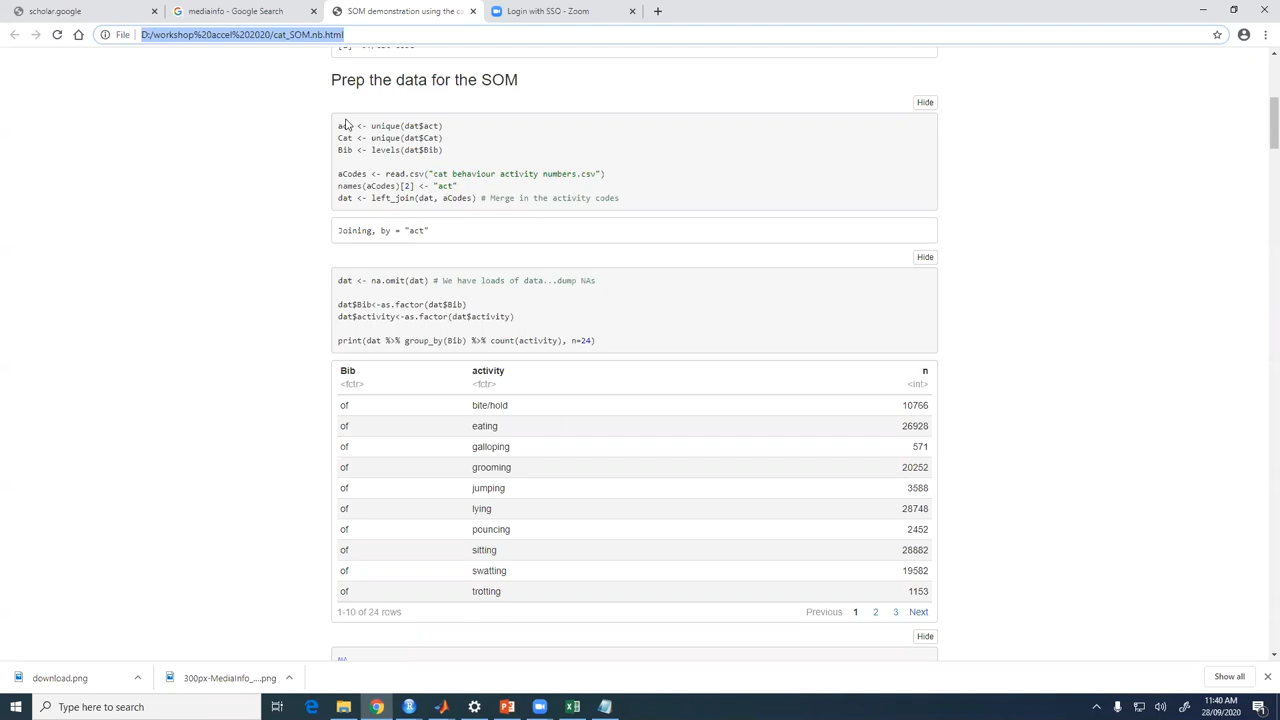 scholar.google
mediainfo - Google Search
SOM demonstration using the ca
Login with SSO - Zoom
File
D:/workshop%20accel%202020/cat_SOM.nb.html
Prep the data for the SOM
Hide
<- unique(dat$act)
Cat <- unique(dat$Cat)
Bib <- levels(dat$Bib)
aCodes <- read.csv("cat behaviour activity numbers.csv")
names(aCodes)[2] <- "act"
dat <- left_join(dat, aCodes) # Merge in the activity codes
Joining, by = "act"
Hide
dat <- na.omit(dat) # We have loads of data...dump NAs
dat$Bib<-as.factor(dat$Bib)
dat$activity<-as.factor(dat$activity)
print(dat %>% group_by(Bib) %>% count(activity), n=24)
Bib activity n
<fctr> <fctr> <int>
of bite/hold 10766
of eating 26928
of galloping 571
of grooming 20252
of jumping 3588
of lying 28748
of pouncing 2452
of sitting 28882
of swatting 19582
of trotting 1153
1-10 of 24 rows Previous 1 2 3 Next
Hide
NA
download.png
300px-MediaInfo_....png
Show all
Type here to search
11:40 AM
28/09/2020